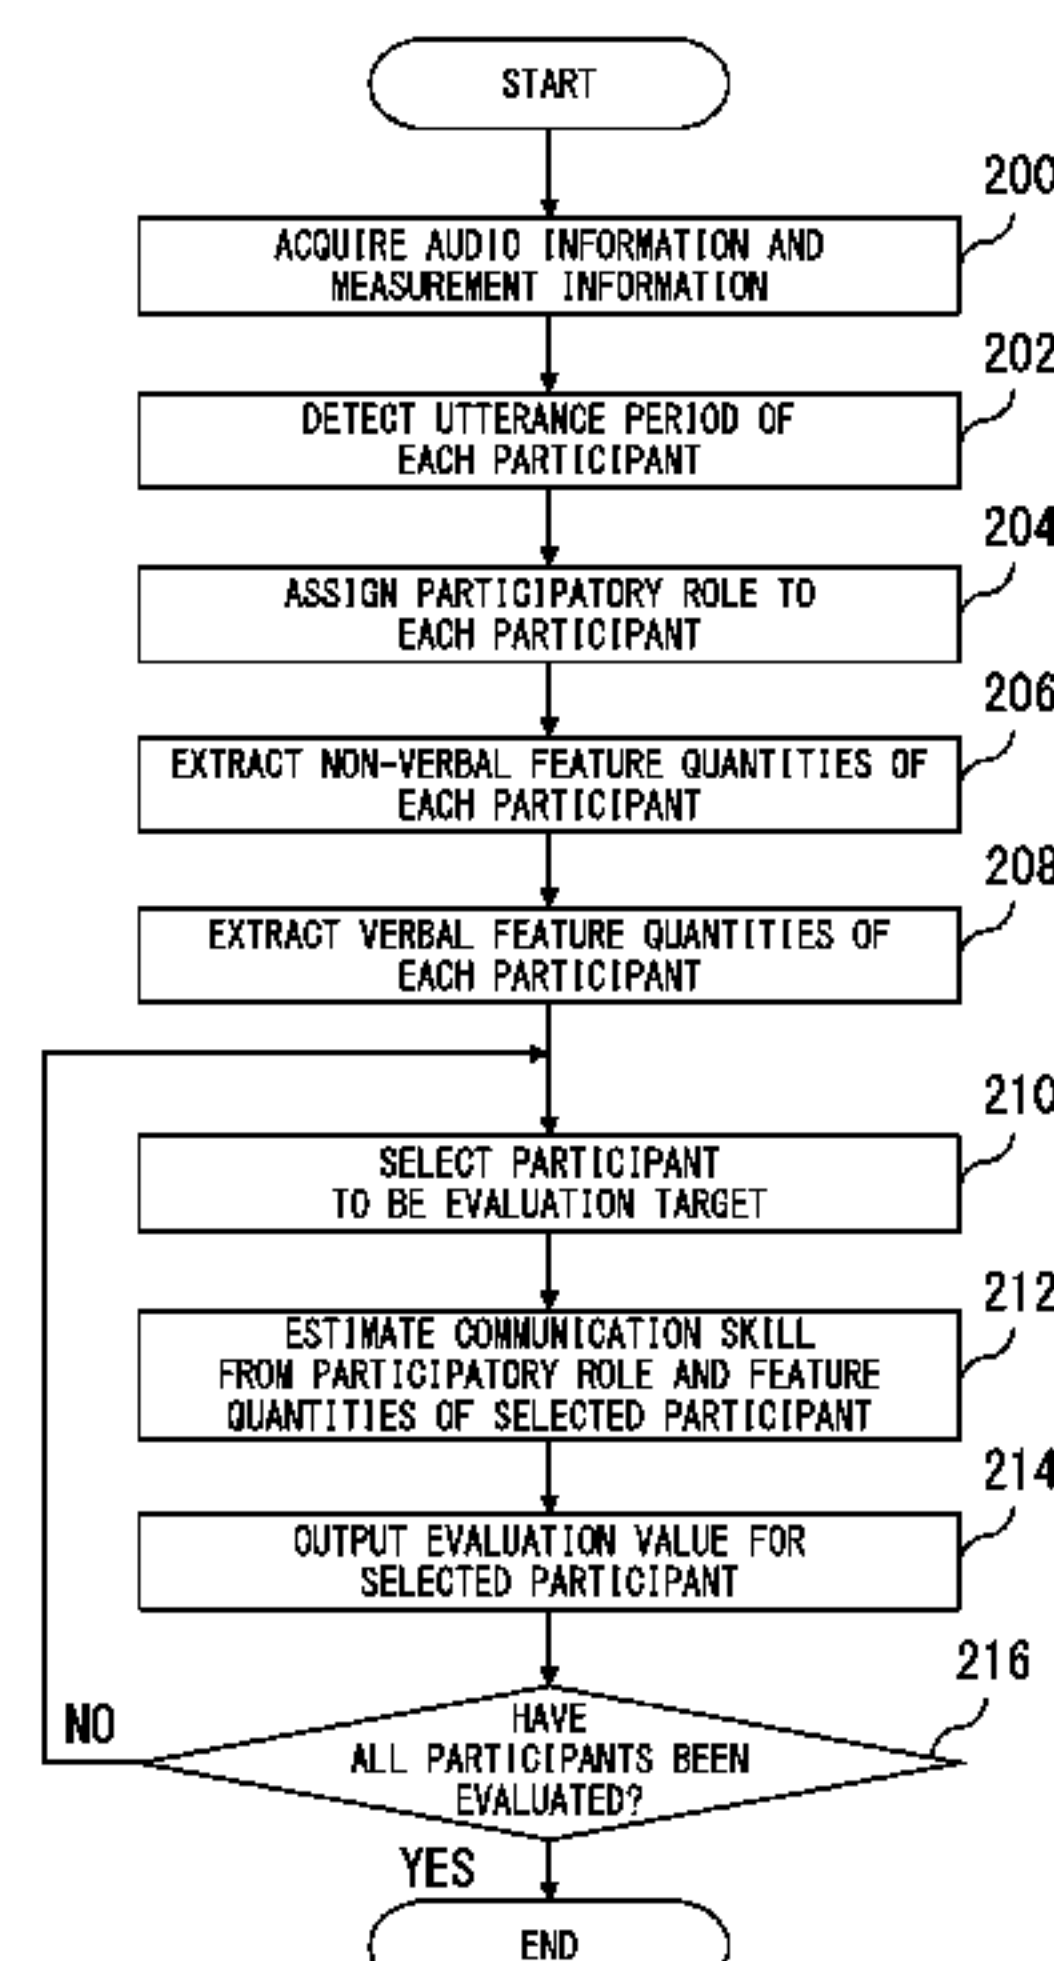 START
200
ACQUIRE AUDIO INFORMATION AND
MEASUREMENT INFORMATION
202
DETECT UTTERANCE PERIOD OF
EACH PARTICIPANT
204
ASSIGN PARTICIPATORY ROLE TO
EACH PARTICIPANT
206
EXTRACT NON-VERBAL FEATURE QUANTITIES OF
EACH PARTICIPANT
208
EXTRACT VERBAL FEATURE QUANTITIES OF
EACH PARTICIPANT
210
SELECT PARTICIPANT
TO BE EVALUATION TARGET
212
ESTIMATE COMMUNICATION SKILL
FROM PARTICIPATORY ROLE AND FEATURE
QUANTITIES OF SELECTED PARTICIPANT
214
OUTPUT EVALUATION VALUE FOR
SELECTED PARTICIPANT
216
NO
HAVE
ALL PARTICIPANTS BEEN
EVALUATED?
YES
END